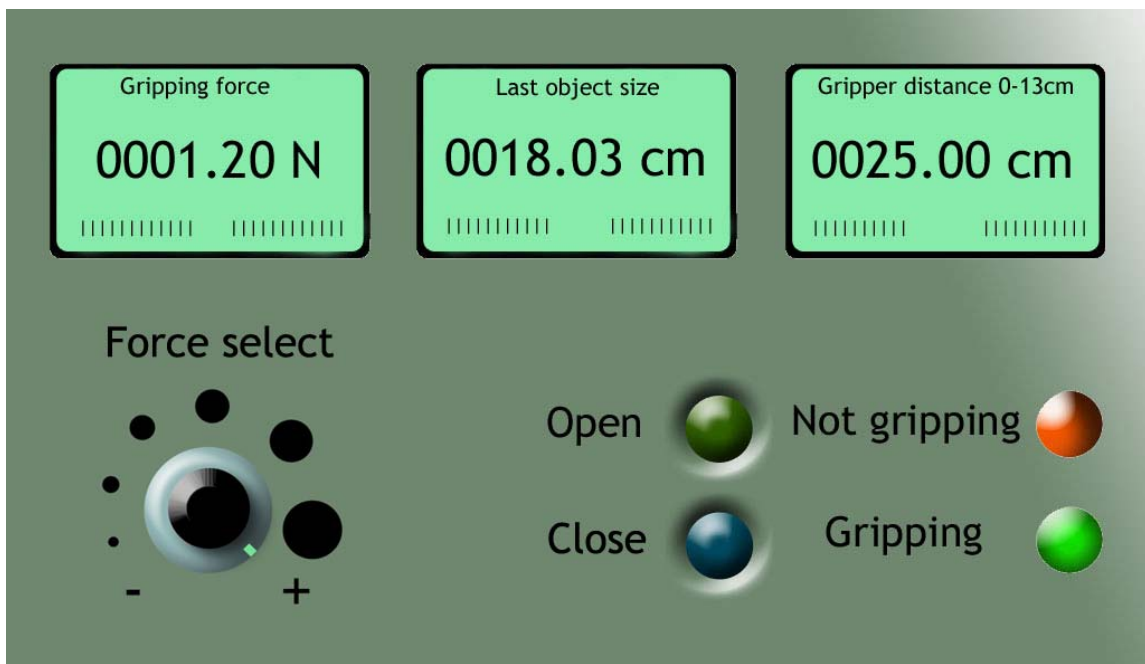 Gripping force
0001.20 N
Last object size
0018.03 cm
Gripper distance 0-13cm
0025.00 cm
Force select
- +
Open
Not gripping
Close
Gripping